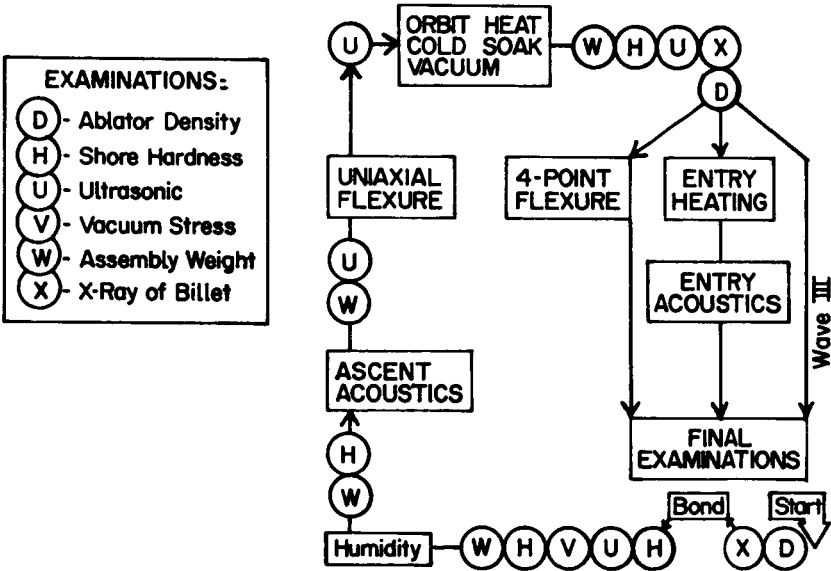 EXAMINATIONS:
D - Ablator Density
H - Shore Hardness
U - Ultrasonic
V - Vacuum Stress
W - Assembly Weight
X - X-Ray of Billet
U
ORBIT HEAT
COLD SOAK
VACUUM
W H U X
D
UNIAXIAL
FLEXURE
4-POINT
FLEXURE
ENTRY
HEATING
U
W
ENTRY
ACOUSTICS
Wave III
ASCENT
ACOUSTICS
H
W
FINAL
EXAMINATIONS
Bond
Start
Humidity
W H V U H
X D